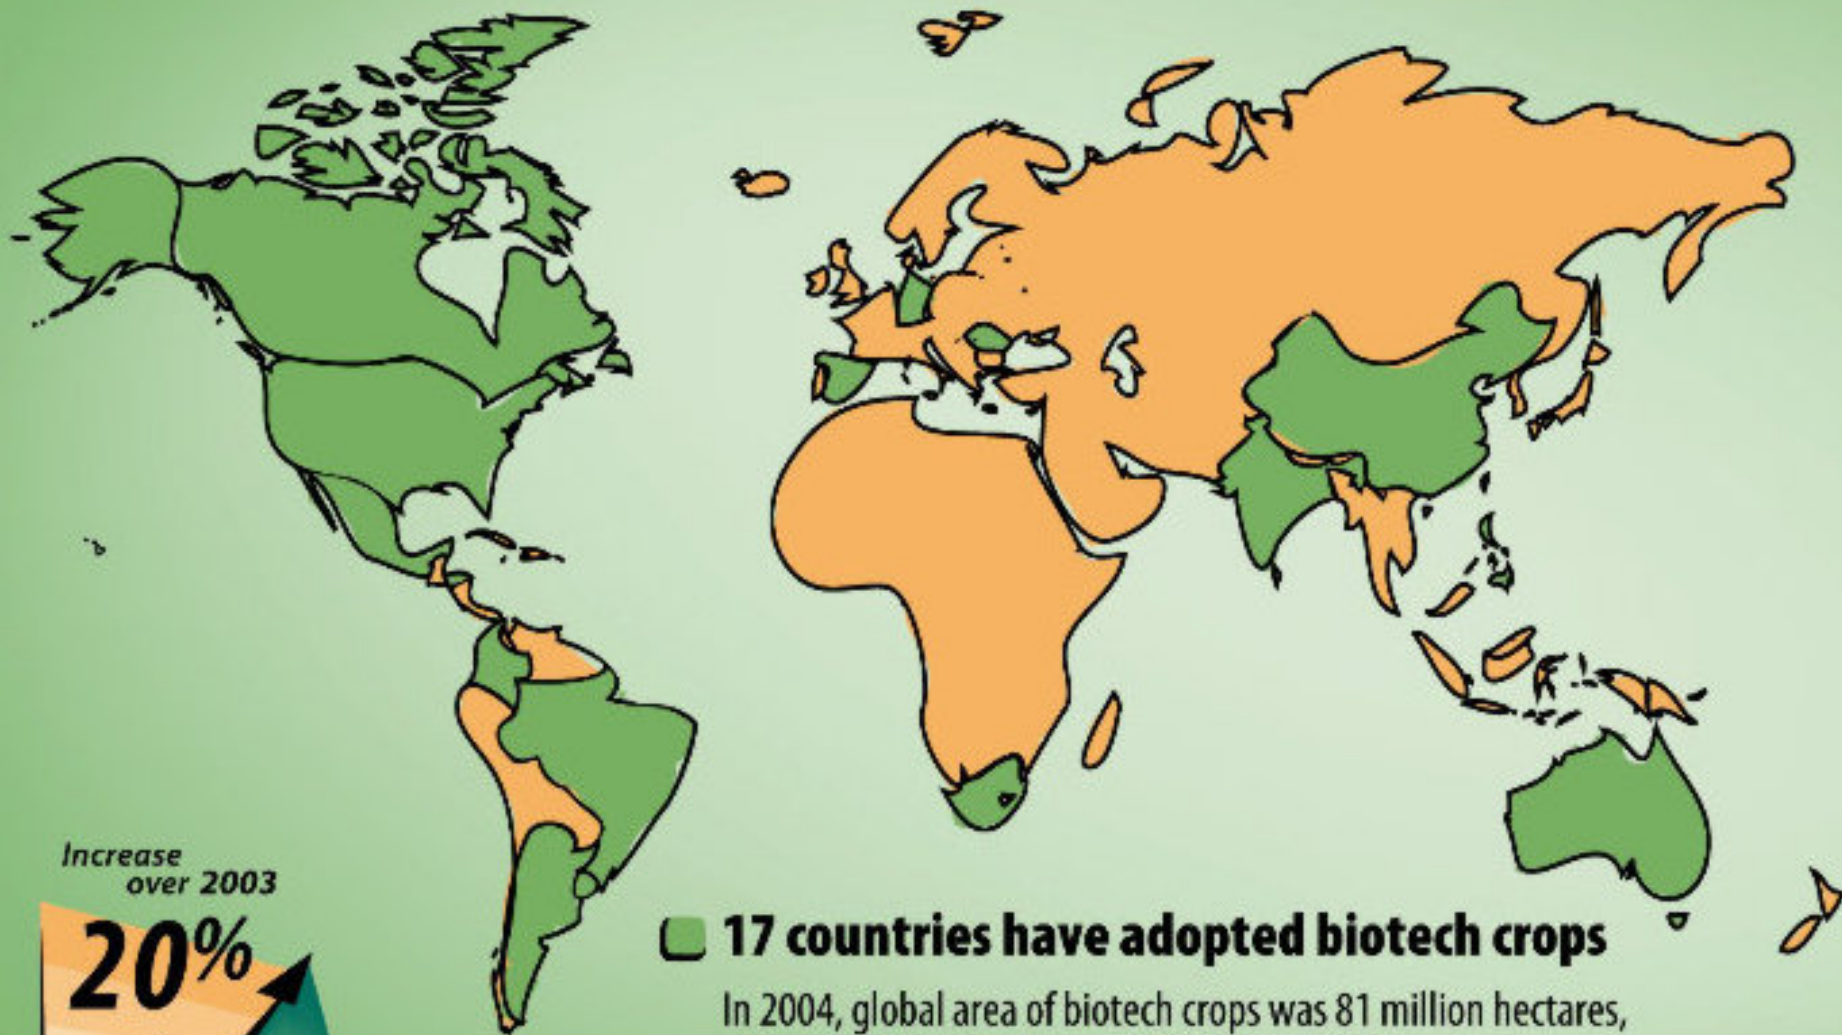 Increase
over 2003
20%
17 countries have adopted biotech crops
In 2004, global area of biotech crops was 81 million hectares,